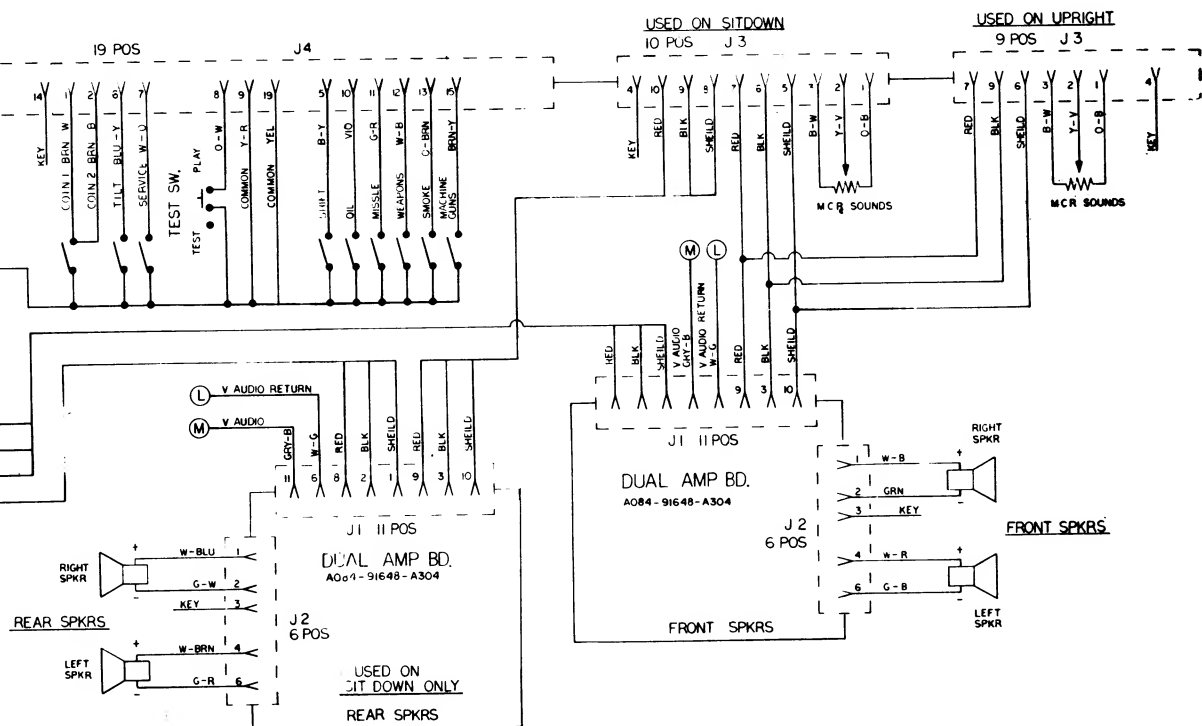 USED ON SITDOWN
USED ON UPRIGHT
19 POS J4
10 POS J3
9 POS J3
14 1 2 6 7 8 9 19 5 10 11 12 13 15
4 10 9 8 7 6 5 3 2 1
7 9 6 3 2 1 4
KEY
COIN 1 BRN W
COIN 2 BRN B
TILT BLU-Y
SERVICE W-O
O-W
COMMON Y-R
COMMON YEL
B-Y
SHIFT
VIO
OIL
G-R
MISSLE
W-B
WEAPONS
O-BRN
SMOKE
BRN-Y
MACHINE
GUNS
TEST SW.
PLAY
TEST
KEY
RED
BLK
SHEILD
RED
BLK
SHEILD
B-W
Y-V
O-B
MCR SOUNDS
RED
BLK
SHEILD
B-W
Y-V
O-B
KEY
MCR SOUNDS
M L
RED
BLK
SHEILD
V AUDIO
GRY-B
V AUDIO RETURN
W-G
RED
BLK
SHEILD
9 3 10
J1 11 POS
DUAL AMP BD.
A084-91648-A304
L V AUDIO RETURN
M V AUDIO
GRY-B
W-G
RED
BLK
SHEILD
RED
BLK
SHEILD
11 6 8 2 1 9 3 10
J1 11 POS
DUAL AMP BD.
A084-91648-A304
J2
6 POS
1 W-B
2 GRN
3 KEY
4 W-R
6 G-B
+
RIGHT
SPKR
-
FRONT SPKRS
+
-
LEFT
SPKR
FRONT SPKRS
RIGHT
SPKR
+
-
W-BLU 1
G-W 2
KEY 3
REAR SPKRS
J2
6 POS
LEFT
SPKR
+
-
W-BRN 4
G-R 6
USED ON
SIT DOWN ONLY
REAR SPKRS